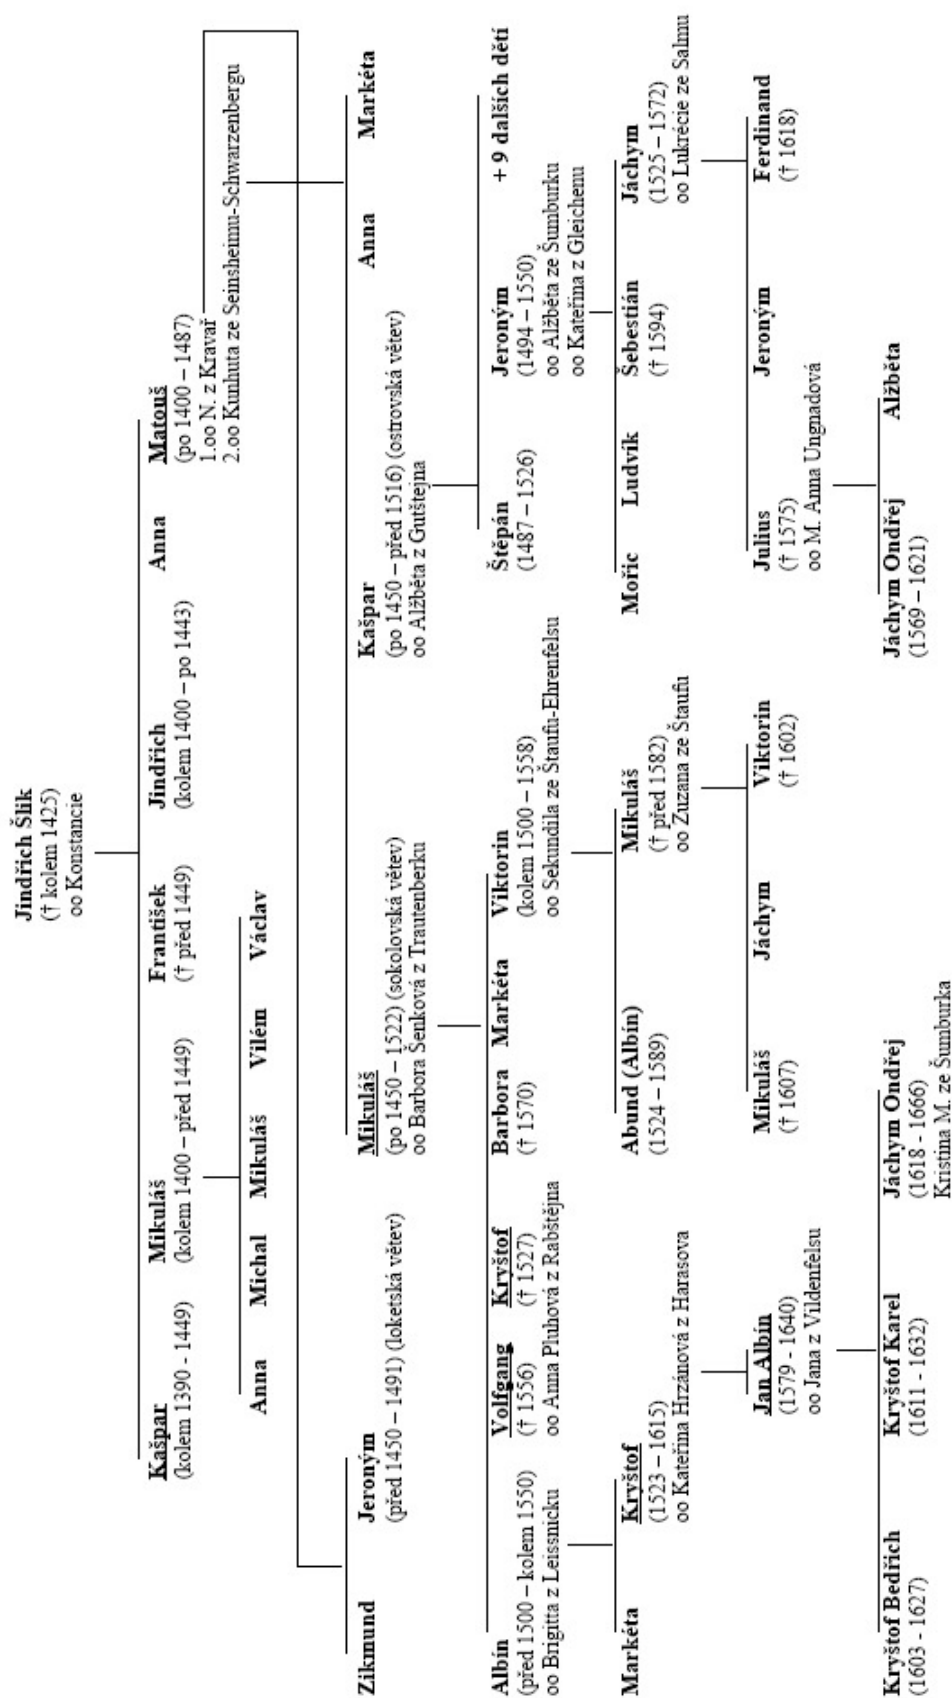 Jindřich Šlik
(† kolem 1425)
oo Konstancie
Kašpar
(kolem 1390 - 1449)
Mikuláš
(kolem 1400 – před 1449)
František
(† před 1449)
Jindřich
(kolem 1400 – po 1443)
Anna
Matouš
(po 1400 – 1487)
1.oo N. z Kravař
2.oo Kunhuta ze Seinsheimu-Schwarzenbergu
Anna
Michal
Mikuláš
Vilém
Václav
Zikmund
Jeroným
(před 1450 – 1491) (loketská větev)
Mikuláš
(po 1450 – 1522) (sokolovská větev)
oo Barbora Šenková z Trautenberku
Kašpar
(po 1450 – před 1516) (ostrovská větev)
oo Alžběta z Gutštejna
Anna
Markéta
Albín
(před 1500 – kolem 1550)
oo Brigitta z Leissnicku
Volfgang
(† 1556)
oo Anna Pluhová z Rabštějna
Kryštof
(† 1527)
Barbora
(† 1570)
Markéta
Viktorin
(kolem 1500 – 1558)
oo Sekundila ze Štaufu-Ehrenfelsu
Štěpán
(1487 – 1526)
Jeroným
(1494 – 1550)
oo Alžběta ze Šumburku
oo Kateřina z Gleichenu
+ 9 dalších dětí
Markéta
Kryštof
(1523 – 1615)
oo Kateřina Hrzánová z Harasova
Abund (Albín)
(1524 – 1589)
Mikuláš
(† před 1582)
oo Zuzana ze Štaufu
Mořic
Ludvík
Šebestián
(† 1594)
Jáchym
(1525 – 1572)
oo Lukrécie ze Salmu
Jan Albín
(1579 - 1640)
oo Jana z Vildenfelsu
Mikuláš
(† 1607)
Jáchym
Viktorin
(† 1602)
Julius
(† 1575)
oo M. Anna Ungnadová
Jeroným
Ferdinand
(† 1618)
Kryštof Bedřich
(1603 - 1627)
Kryštof Karel
(1611 - 1632)
Jáchym Ondřej
(1618 - 1666)
Kristina M. ze Šumburka
Jáchym Ondřej
(1569 – 1621)
Alžběta